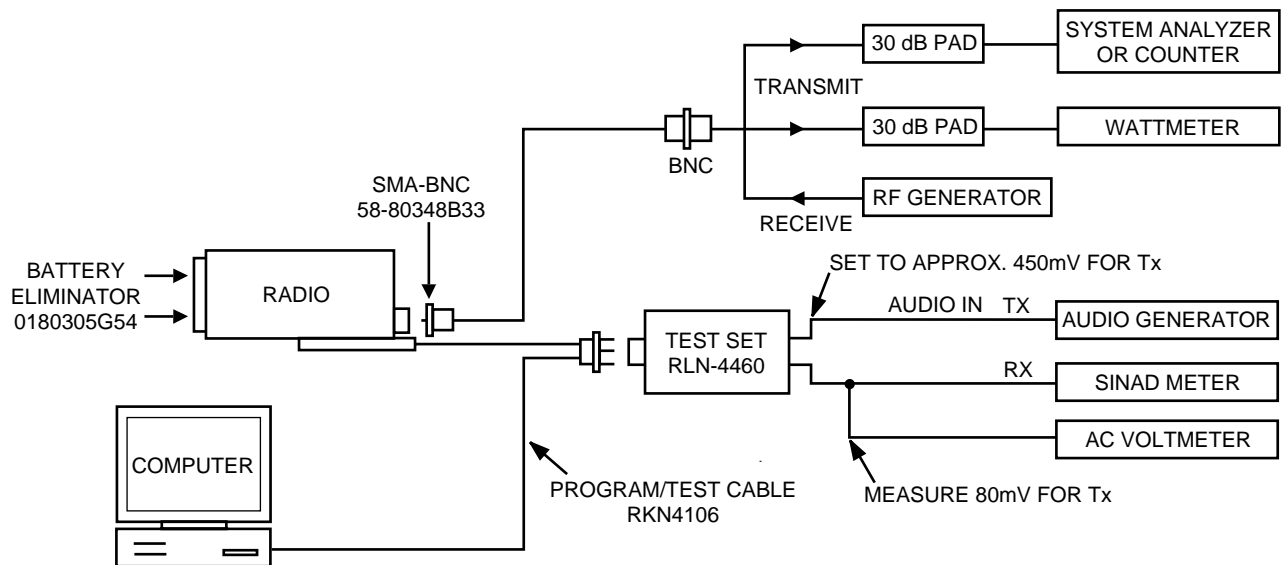 30 dB PAD
SYSTEM ANALYZER
OR COUNTER
TRANSMIT
30 dB PAD
WATTMETER
BNC
SMA-BNC
58-80348B33
RF GENERATOR
RECEIVE
BATTERY
ELIMINATOR
0180305G54
RADIO
SET TO APPROX. 450mV FOR Tx
AUDIO IN TX
AUDIO GENERATOR
TEST SET
RLN-4460
RX
SINAD METER
AC VOLTMETER
COMPUTER
PROGRAM/TEST CABLE
RKN4106
MEASURE 80mV FOR Tx